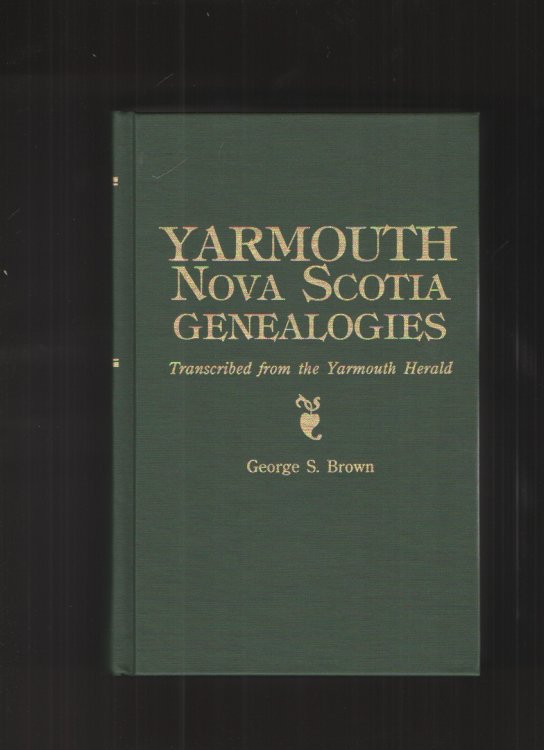 YARMOUTH
NOVA SCOTIA
GENEALOGIES
Transcribed from the Yarmouth Herald
George S. Brown